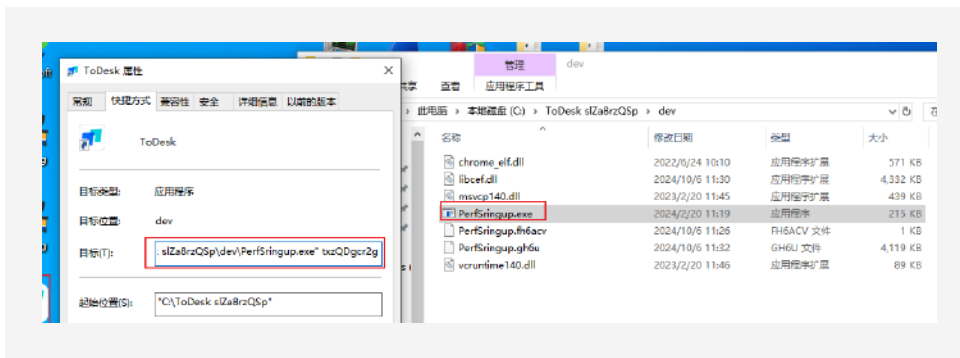 ToDesk 属性
常规 快捷方式 兼容性 安全 详细信息 以前的版本
ToDesk
目标类型: 应用程序
目标位置: dev
目标(T): . slZa8rzQSp\dev\PerfSringup.exe" txzQDgcr2g
起始位置(S): "C:\ToDesk slZa8rzQSp"
管理 dev
共享 查看 应用程序工具
此电脑 › 本地磁盘 (C:) › ToDesk slZa8rzQSp › dev
名称 修改日期 类型 大小
chrome_elf.dll 2022/6/24 10:10 应用程序扩展 571 KB
libcef.dll 2024/10/6 11:30 应用程序扩展 4,332 KB
msvcp140.dll 2023/2/20 11:45 应用程序扩展 439 KB
PerfSringup.exe 2024/2/20 11:19 应用程序 215 KB
PerfSringup.fh6acv 2024/10/6 11:26 FH6ACV 文件 1 KB
PerfSringup.gh6u 2024/10/6 11:32 GH6U 文件 4,119 KB
vcruntime140.dll 2023/2/20 11:46 应用程序扩展 89 KB